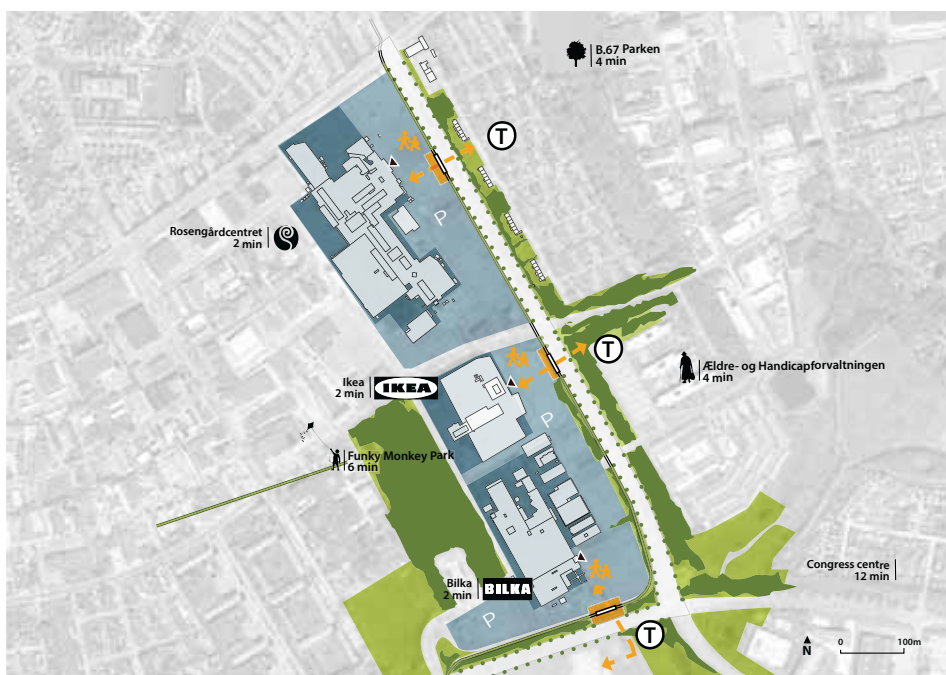 B.67 Parken
4 min
T
Rosengårdcentret
2 min
P
T
Ældre- og Handicapforvaltningen
4 min
Ikea
2 min
IKEA
P
Funky Monkey Park
6 min
Congress centre
12 min
Bilka
2 min
BILKA
P
T
N
0
100m